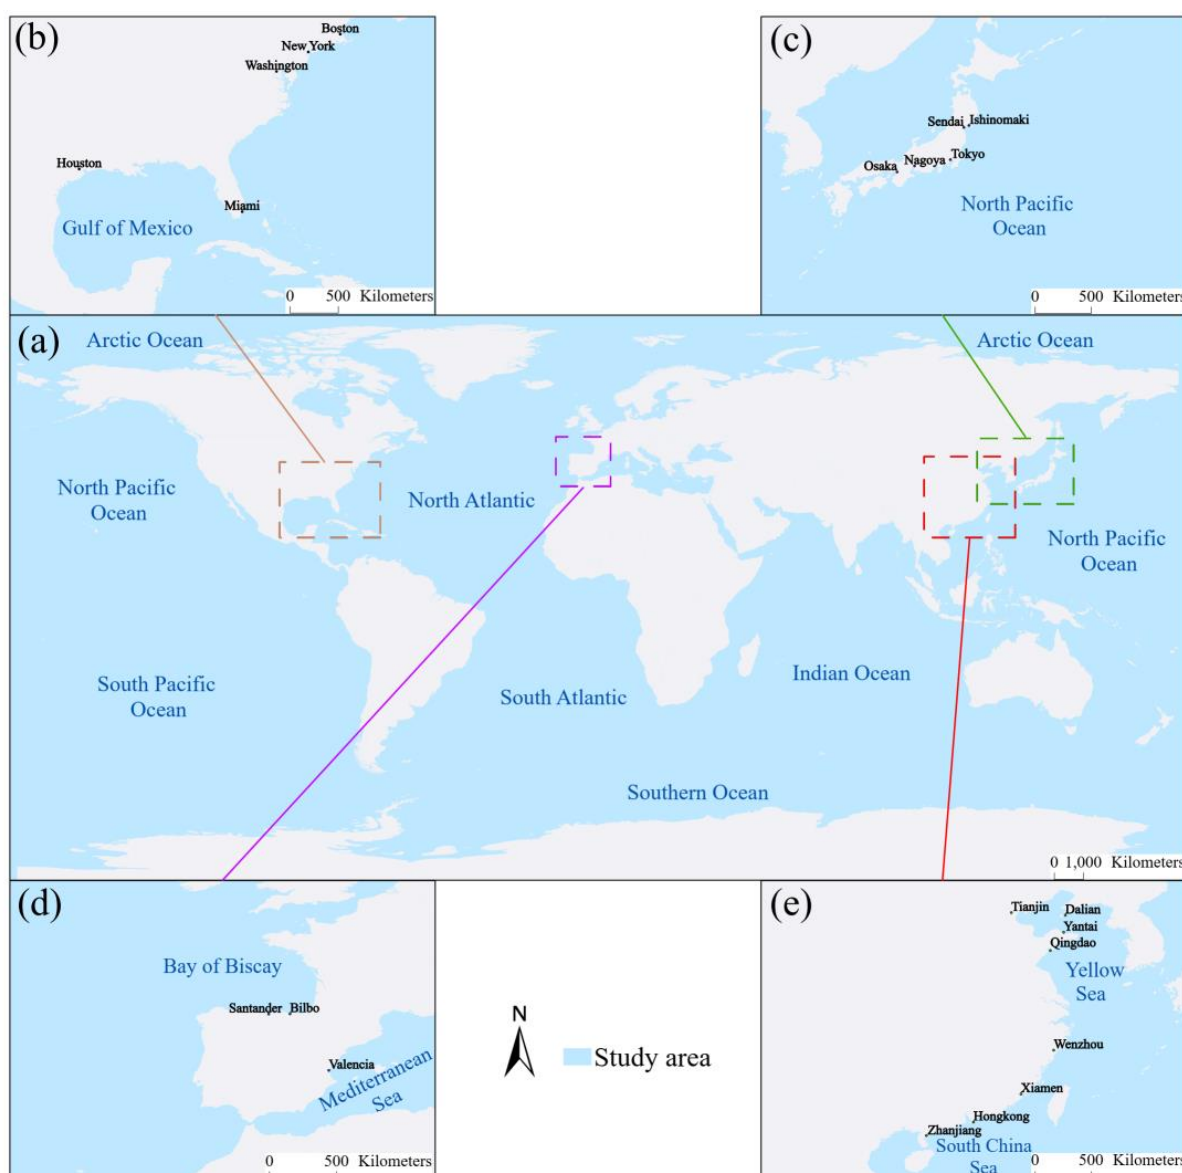 (b)
Boston
New York
Washington
Houston
Miami
Gulf of Mexico
0 500 Kilometers
(c)
Sendai
Ishinomaki
Osaka
Nagoya
Tokyo
North Pacific
Ocean
0 500 Kilometers
(a)
Arctic Ocean
Arctic Ocean
North Pacific
Ocean
North Atlantic
North Pacific
Ocean
South Pacific
Ocean
South Atlantic
Indian Ocean
Southern Ocean
0 1,000 Kilometers
(d)
Bay of Biscay
Santander
Bilbo
Valencia
Mediterranean
Sea
0 500 Kilometers
N
Study area
(e)
Tianjin
Dalian
Yantai
Qingdao
Yellow
Sea
Wenzhou
Xiamen
Hongkong
Zhanjiang
South China
Sea
0 500 Kilometers